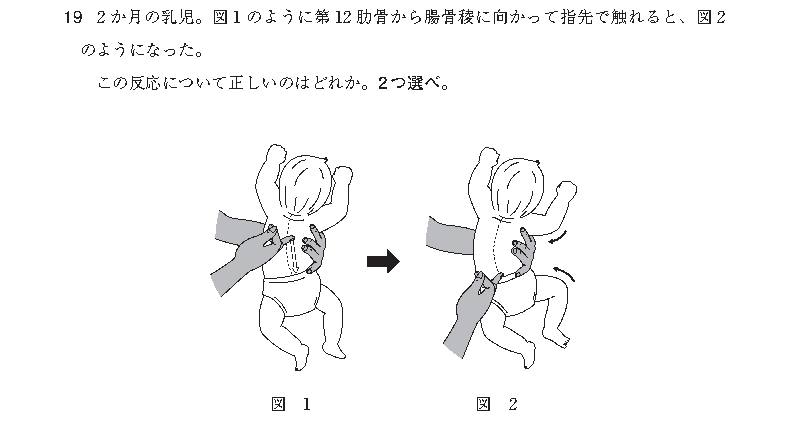 19 2か月の乳児。図1のように第12肋骨から腸骨稜に向かって指先で触れると、図2
のようになった。
この反応について正しいのはどれか。2つ選べ。
図 1
図 2